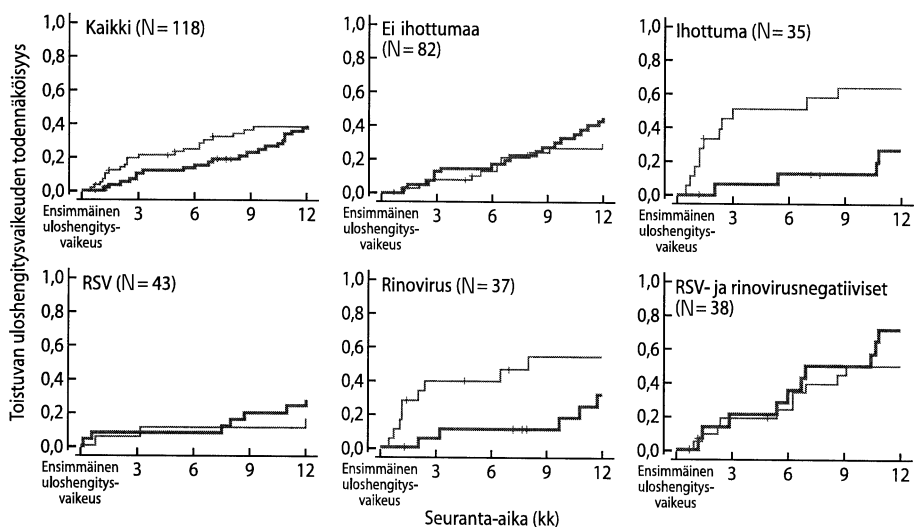 Toistuvan uloshengitysvaikeuden todennäköisyys
Kaikki (N = 118)
1,0
0,8
0,6
0,4
0,2
0,0
Ensimmäinen
uloshengitys-
vaikeus
3
6
9
12
Ei ihottumaa
(N = 82)
1,0
0,8
0,6
0,4
0,2
0,0
Ensimmäinen
uloshengitys-
vaikeus
3
6
9
12
Ihottuma (N = 35)
1,0
0,8
0,6
0,4
0,2
0,0
Ensimmäinen
uloshengitys-
vaikeus
3
6
9
12
RSV (N = 43)
1,0
0,8
0,6
0,4
0,2
0,0
Ensimmäinen
uloshengitys-
vaikeus
3
6
9
12
Rinovirus (N = 37)
1,0
0,8
0,6
0,4
0,2
0,0
Ensimmäinen
uloshengitys-
vaikeus
3
6
9
12
RSV- ja rinovirusnegatiiviset
(N = 38)
1,0
0,8
0,6
0,4
0,2
0,0
Ensimmäinen
uloshengitys-
vaikeus
3
6
9
12
Seuranta-aika (kk)